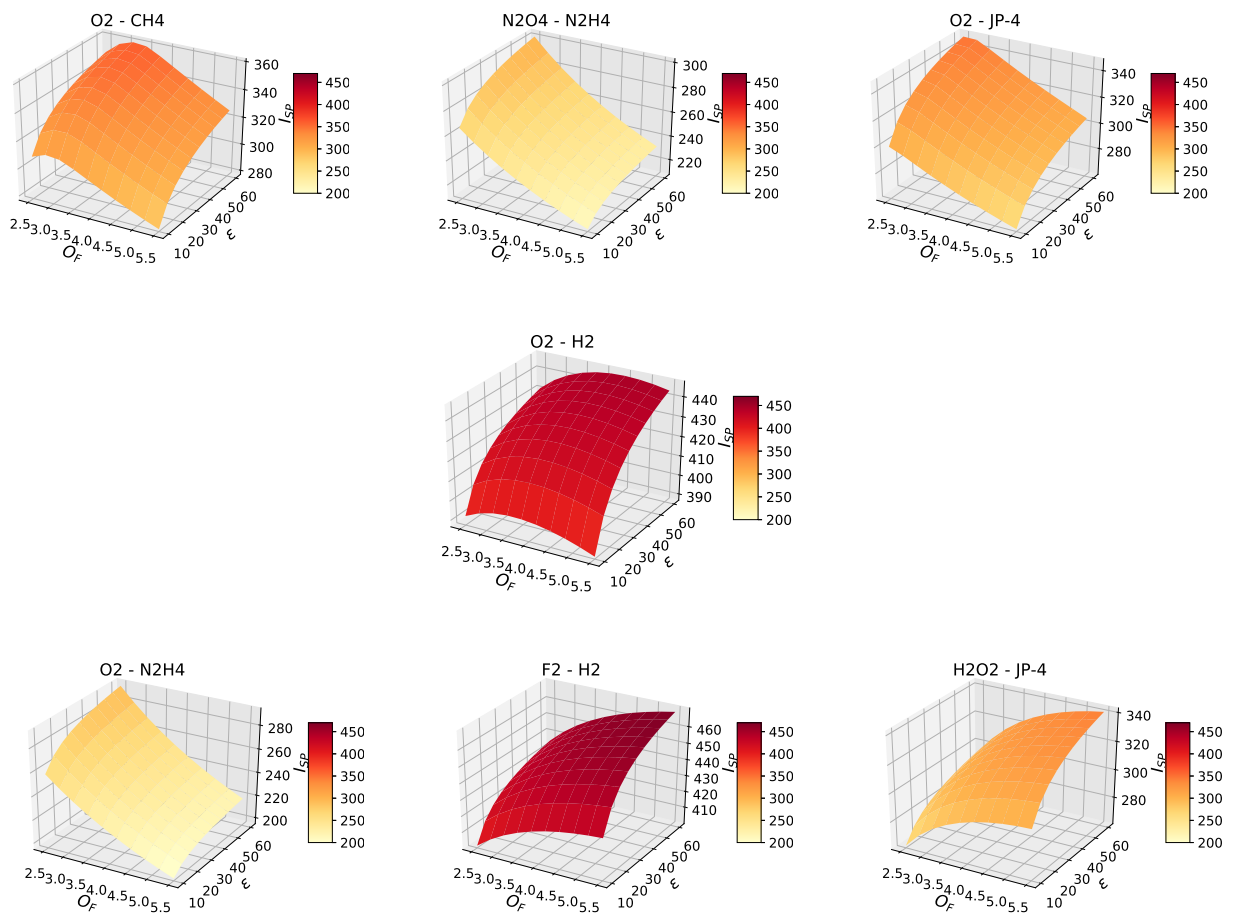 O2 - CH4
N2O4 - N2H4
O2 - JP-4
360
340
320
300
280
I_SP
450
400
350
300
250
200
2.5 3.0 3.5 4.0 4.5 5.0 5.5
O_F
10 20 30 40 50 60
ε
300
280
260
240
220
I_SP
450
400
350
300
250
200
2.5 3.0 3.5 4.0 4.5 5.0 5.5
O_F
10 20 30 40 50 60
ε
340
320
300
280
I_SP
450
400
350
300
250
200
2.5 3.0 3.5 4.0 4.5 5.0 5.5
O_F
10 20 30 40 50 60
ε
O2 - H2
440
430
420
410
400
390
I_SP
450
400
350
300
250
200
2.5 3.0 3.5 4.0 4.5 5.0 5.5
O_F
10 20 30 40 50 60
ε
O2 - N2H4
F2 - H2
H2O2 - JP-4
280
260
240
220
200
I_SP
450
400
350
300
250
200
2.5 3.0 3.5 4.0 4.5 5.0 5.5
O_F
10 20 30 40 50 60
ε
460
450
440
430
420
410
I_SP
450
400
350
300
250
200
2.5 3.0 3.5 4.0 4.5 5.0 5.5
O_F
10 20 30 40 50 60
ε
340
320
300
280
I_SP
450
400
350
300
250
200
2.5 3.0 3.5 4.0 4.5 5.0 5.5
O_F
10 20 30 40 50 60
ε